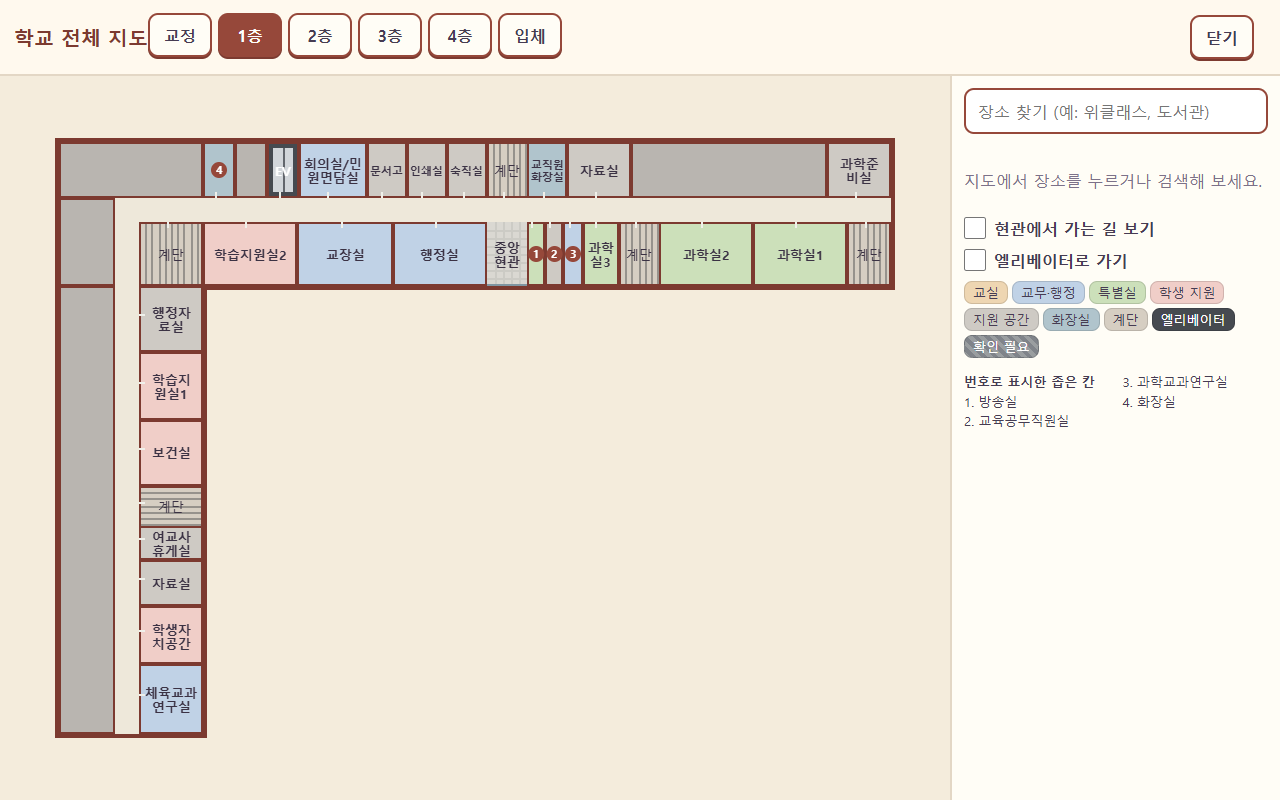 학교 전체 지도
교정
1층
2층
3층
4층
입체
닫기
장소 찾기 (예: 위클래스, 도서관)
지도에서 장소를 누르거나 검색해 보세요.
현관에서 가는 길 보기
엘리베이터로 가기
교실 교무·행정 특별실 학생 지원
지원 공간 화장실 계단 엘리베이터
확인 필요
번호로 표시한 좁은 칸
1. 방송실
2. 교육공무직원실
3. 과학교과연구실
4. 화장실
4
EV
회의실/민
원면담실
문서고
인쇄실
숙직실
계단
교직원
화장실
자료실
과학준
비실
계단
학습지원실2
교장실
행정실
중앙
현관
1
2
3
과학
실3
계단
과학실2
과학실1
계단
행정자
료실
학습지
원실1
보건실
계단
여교사
휴게실
자료실
학생자
치공간
체육교과
연구실